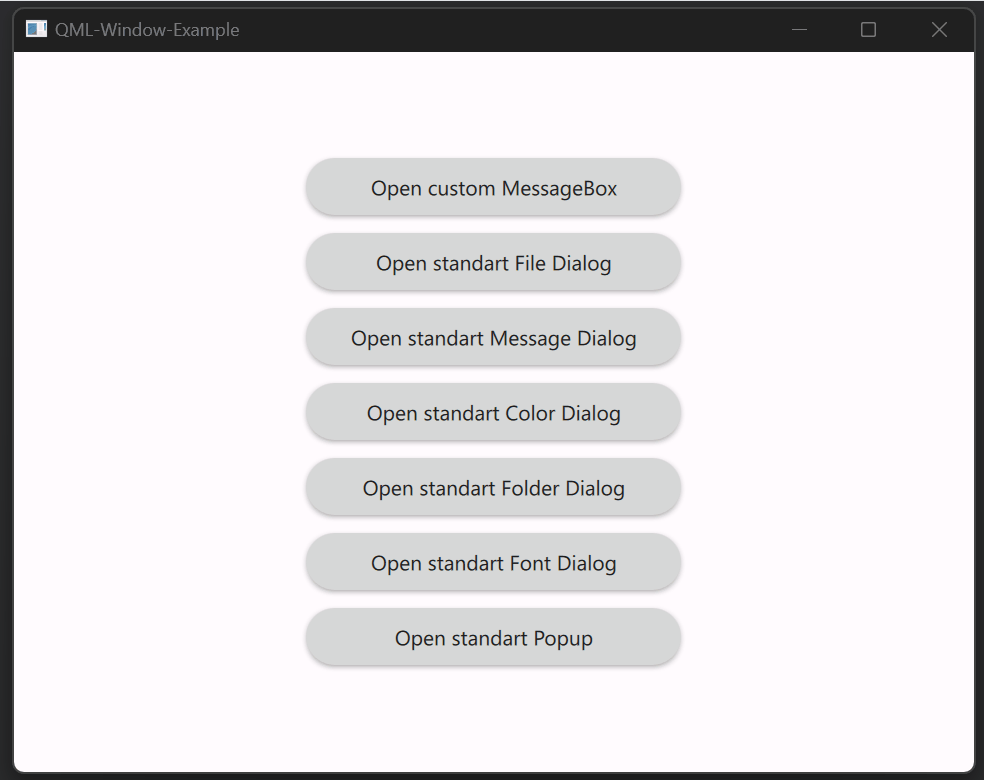 QML-Window-Example
Open custom MessageBox
Open standart File Dialog
Open standart Message Dialog
Open standart Color Dialog
Open standart Folder Dialog
Open standart Font Dialog
Open standart Popup